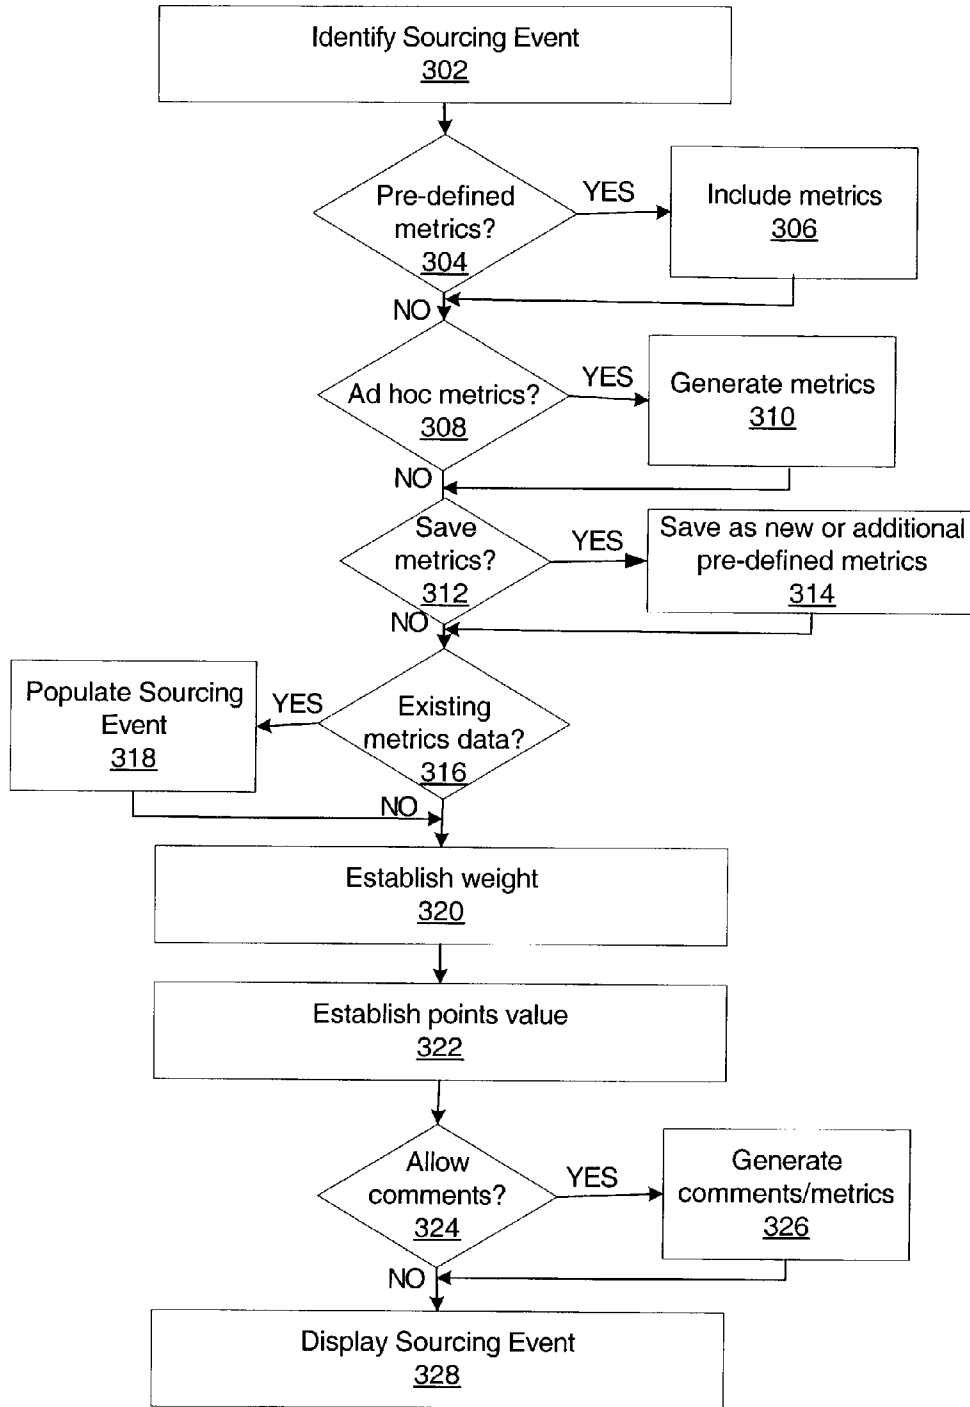 Identify Sourcing Event
302
Pre-defined
metrics?
304
YES
Include metrics
306
NO
Ad hoc metrics?
308
YES
Generate metrics
310
NO
Save
metrics?
312
YES
Save as new or additional
pre-defined metrics
314
NO
Existing
metrics data?
316
YES
Populate Sourcing
Event
318
NO
Establish weight
320
Establish points value
322
Allow
comments?
324
YES
Generate
comments/metrics
326
NO
Display Sourcing Event
328